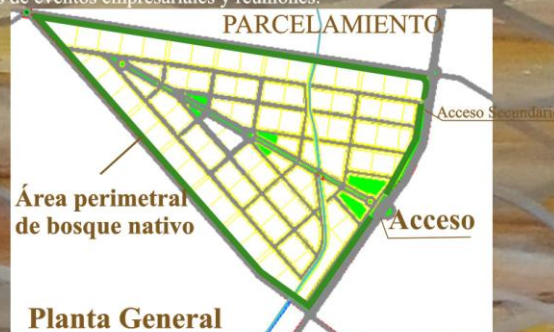 s de eventos empresariales y reuniones.
PARCELAMIENTO
Acceso Secundario
Área perimetral
de bosque nativo
Acceso
Planta General